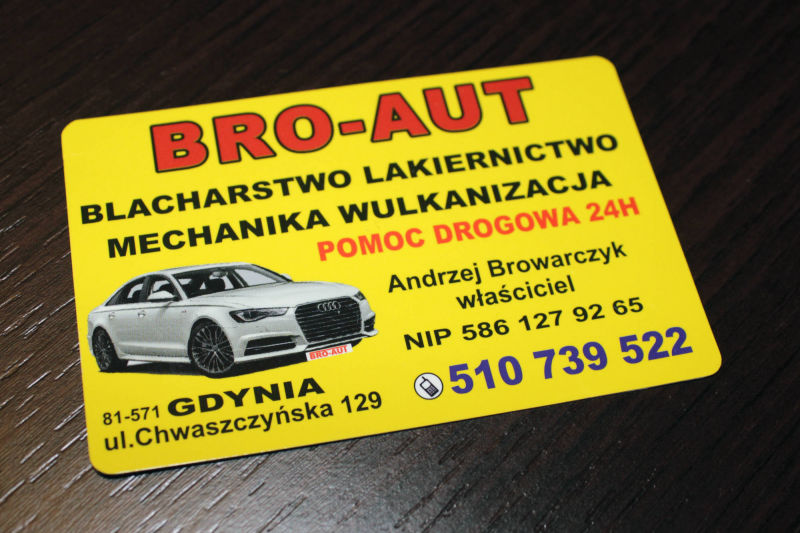 BRO-AUT
BLACHARSTWO LAKIERNICTWO
MECHANIKA WULKANIZACJA
POMOC DROGOWA 24H
Andrzej Browarczyk
właściciel
NIP 586 127 92 65
510 739 522
BRO-AUT
81-571 GDYNIA
ul.Chwaszczyńska 129